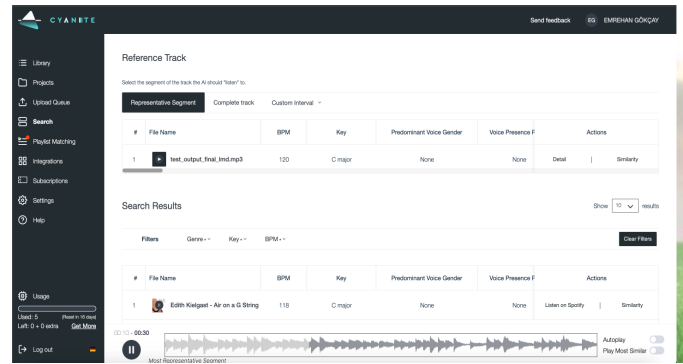 CYANITE
Send feedback EG EMREHAN GÖKÇAY
Library
Projects
Upload Queue
Search
Playlist Matching
Integrations
Subscriptions
Settings
Help
Usage
Used: 5 (Reset in 16 days)
Left: 0 + 0 extra Get More
Log out
Reference Track
Select the segment of the track the AI should "listen" to.
Representative Segment Complete track Custom Interval
# File Name BPM Key Predominant Voice Gender Voice Presence P Actions
1 test_output_final_lmd.mp3 120 C major None None Detail | Similarity
Search Results Show 10 results
Filters Genre Key BPM Clear Filters
# File Name BPM Key Predominant Voice Gender Voice Presence P Actions
1 Edith Kielgast - Air on a G String 118 C major None None Listen on Spotify | Similarity
00:10 - 00:30
Autoplay
Play Most Similar
Most Representative Segment